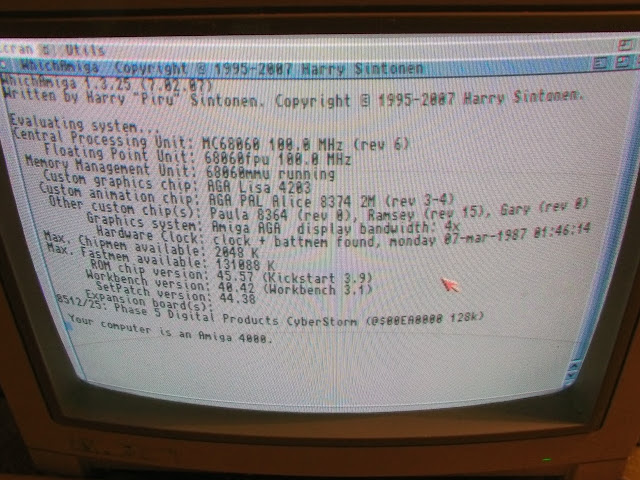 cran
Utils
WhichAmiga Copyright © 1995-2007 Harry Sintonen
WhichAmiga 1.3.25 (7.02.07)
Written by Harry "Piru" Sintonen. Copyright © 1995-2007 Harry Sintonen.
Evaluating system...
Central Processing Unit: MC68060 100.0 MHz (rev 6)
Floating Point Unit: 68060fpu 100.0 MHz
Memory Management Unit: 68060mmu running
Custom graphics chip: AGA Lisa 4203
Custom animation chip: AGA PAL Alice 8374 2M (rev 3-4)
Other custom chip(s): Paula 8364 (rev 0), Ramsey (rev 15), Gary (rev 0)
Graphics system: Amiga AGA, display bandwidth: 4x
Hardware Clock: clock + battmem found, monday 07-mar-1987 01:46:14
Max. Chipmem available: 2048 K
Max. Fastmem available: 131088 K
ROM chip version: 45.57 (Kickstart 3.9)
Workbench version: 40.42 (Workbench 3.1)
SetPatch version: 44.38
Expansion board(s):
8512/25: Phase 5 Digital Products CyberStorm (@$00EA0000 128k)
Your computer is an Amiga 4000.